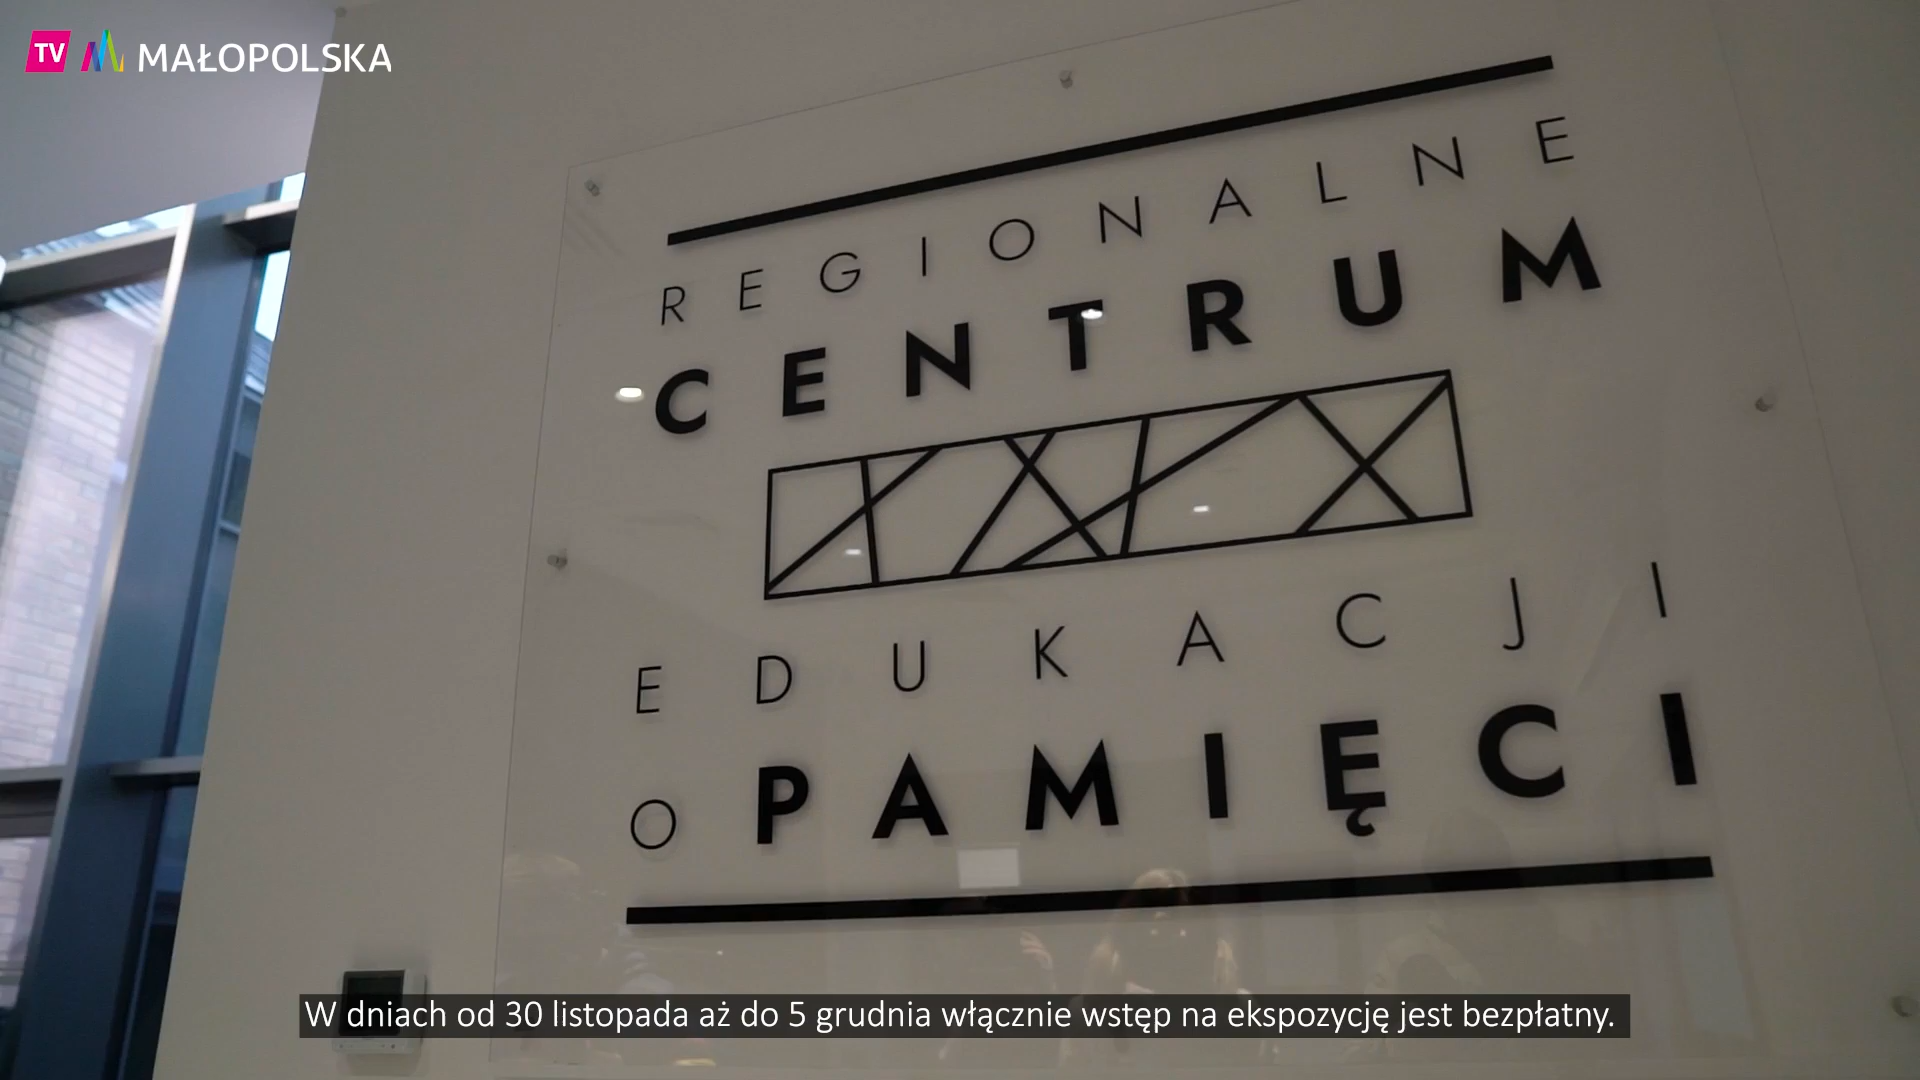 TV MAŁOPOLSKA
REGIONALNE
CENTRUM
EDUKACJI
O PAMIĘCI
W dniach od 30 listopada aż do 5 grudnia włącznie wstęp na ekspozycję jest bezpłatny.